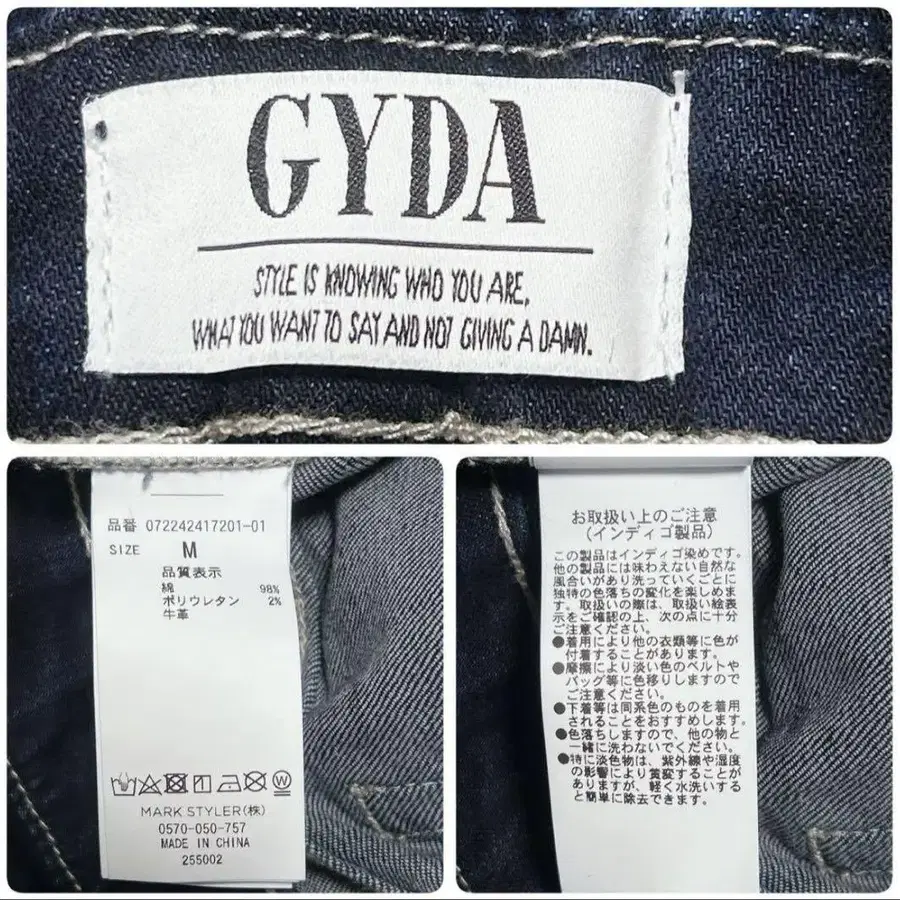 GYDA
STYLE IS KNOWING WHO YOU ARE,
WHAT YOU WANT TO SAY AND NOT GIVING A DAMN.
品番 072242417201-01
SIZE M
品質表示
綿 98%
ポリウレタン 2%
牛革
MARK STYLER(株)
0570-050-757
MADE IN CHINA
255002
お取扱い上のご注意
(インディゴ製品)
この製品はインディゴ染めです。
他の製品には味わえない自然な
風合いがあり洗っていくごとに
独特の色落ちの変化を楽しめま
す。取扱いの際は、取扱い絵表
示をご確認の上、次の点に十分
ご注意ください。
●着用により他の衣類等に色が
付着することがあります。
●摩擦により淡い色のベルトや
バッグ等に色移りしますので
ご注意ください。
●下着等は同系色のものを着用
されることをおすすめします。
●色落ちしますので、他の物と
一緒に洗わないでください。
●特に淡色物は、紫外線や湿度
の影響により黄変することが
ありますが、軽く水洗いする
と簡単に除去できます。